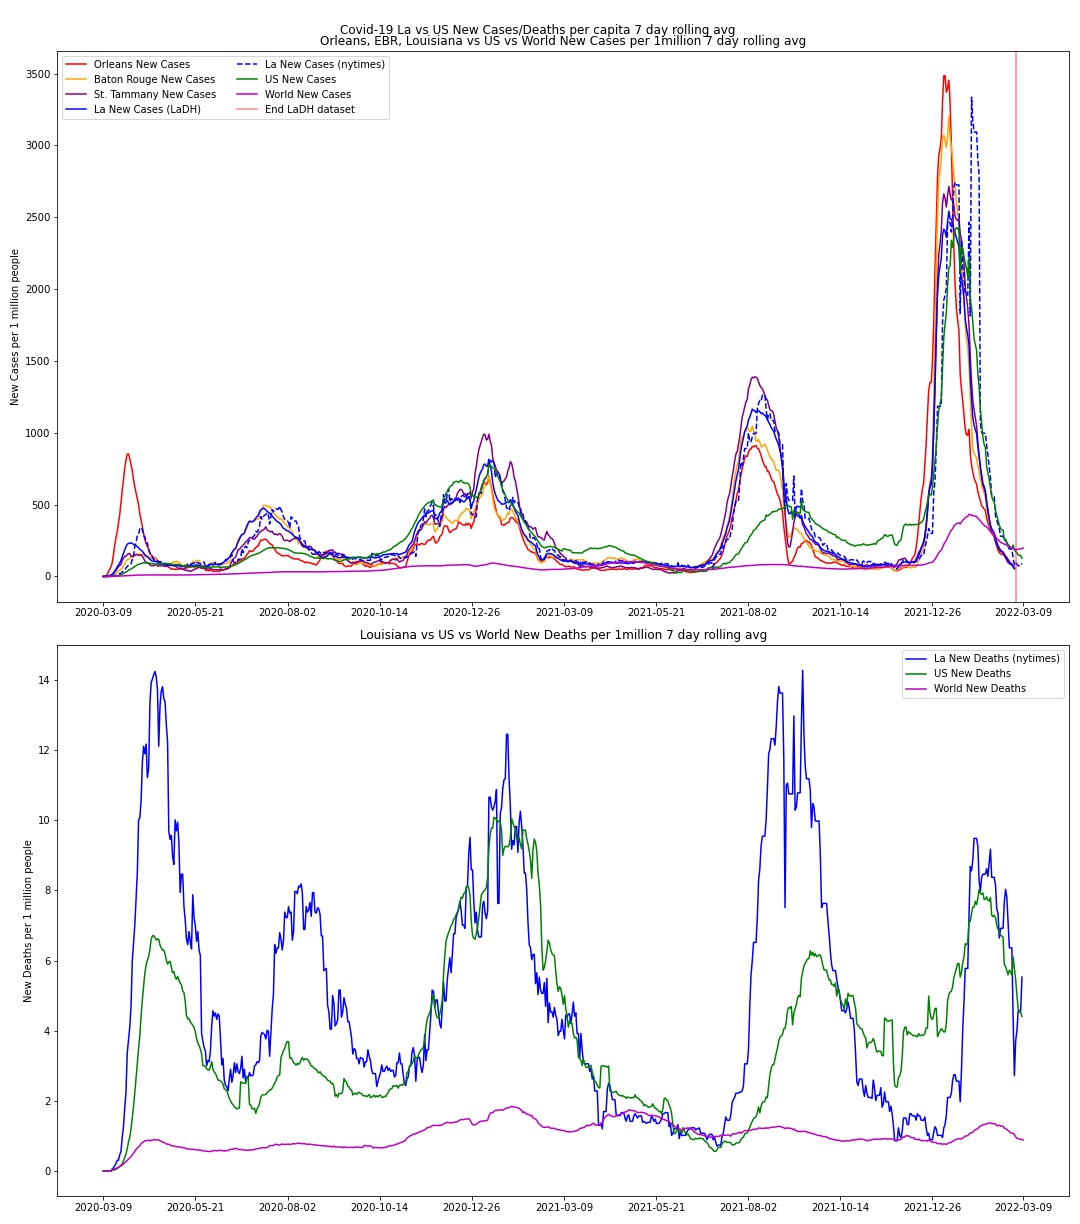 Covid-19 La vs US New Cases/Deaths per capita 7 day rolling avg
Orleans, EBR, Louisiana vs US vs World New Cases per 1million 7 day rolling avg
Orleans New Cases
Baton Rouge New Cases
St. Tammany New Cases
La New Cases (LaDH)
La New Cases (nytimes)
US New Cases
World New Cases
End LaDH dataset
New Cases per 1 million people
3500
3000
2500
2000
1500
1000
500
0
2020-03-09 2020-05-21 2020-08-02 2020-10-14 2020-12-26 2021-03-09 2021-05-21 2021-08-02 2021-10-14 2021-12-26 2022-03-09
Louisiana vs US vs World New Deaths per 1million 7 day rolling avg
La New Deaths (nytimes)
US New Deaths
World New Deaths
New Deaths per 1 million people
14
12
10
8
6
4
2
0
2020-03-09 2020-05-21 2020-08-02 2020-10-14 2020-12-26 2021-03-09 2021-05-21 2021-08-02 2021-10-14 2021-12-26 2022-03-09